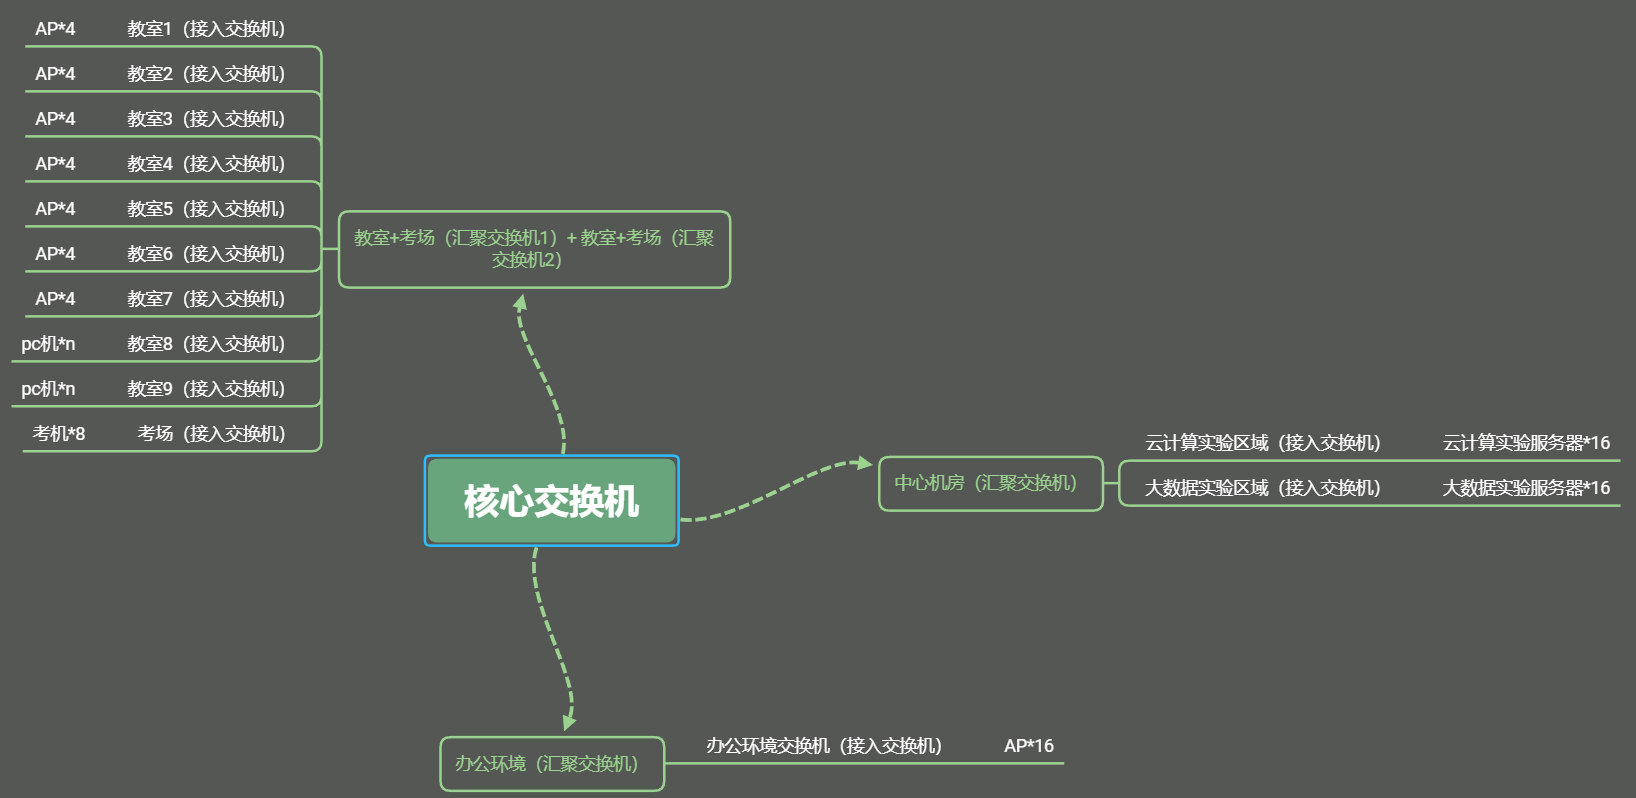 AP*4 教室1（接入交换机）
AP*4 教室2（接入交换机）
AP*4 教室3（接入交换机）
AP*4 教室4（接入交换机）
AP*4 教室5（接入交换机）
AP*4 教室6（接入交换机）
AP*4 教室7（接入交换机）
pc机*n 教室8（接入交换机）
pc机*n 教室9（接入交换机）
考机*8 考场（接入交换机）
教室+考场（汇聚交换机1）+ 教室+考场（汇聚
交换机2）
核心交换机
中心机房（汇聚交换机）
云计算实验区域（接入交换机） 云计算实验服务器*16
大数据实验区域（接入交换机） 大数据实验服务器*16
办公环境（汇聚交换机）
办公环境交换机（接入交换机） AP*16